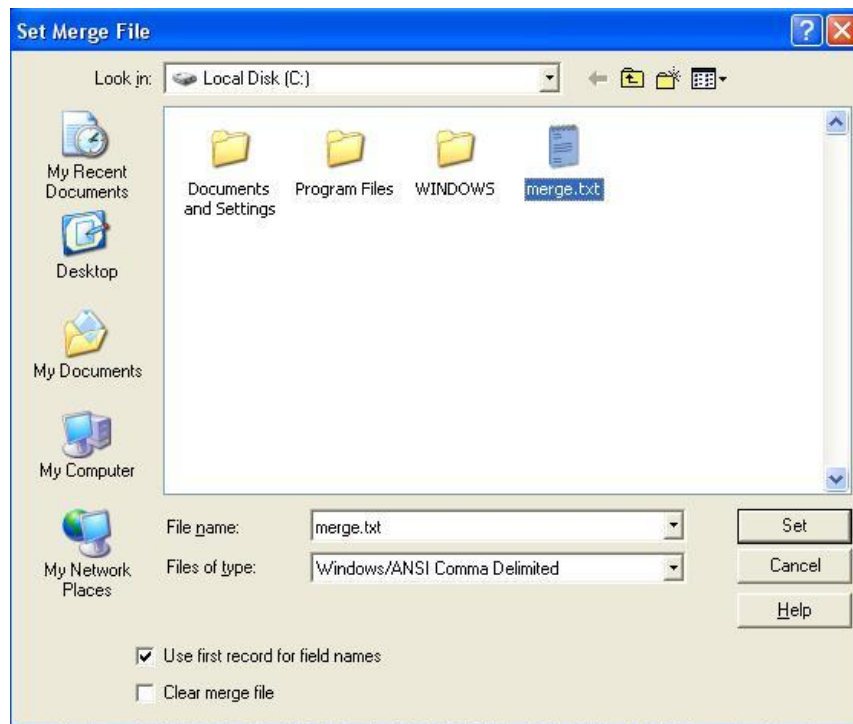 Set Merge File
Look in:
Local Disk (C:)
My Recent
Documents
Desktop
My Documents
My Computer
My Network
Places
Documents
and Settings
Program Files
WINDOWS
merge.txt
File name:
merge.txt
Set
Files of type:
Windows/ANSI Comma Delimited
Cancel
Help
Use first record for field names
Clear merge file